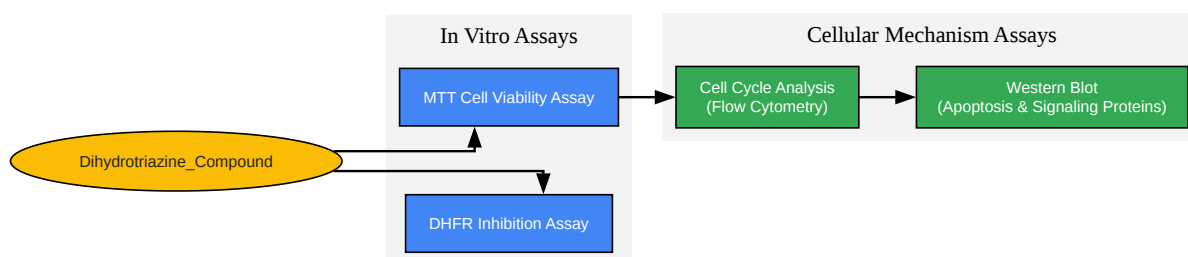 In Vitro Assays
Cellular Mechanism Assays
MTT Cell Viability Assay
Cell Cycle Analysis
(Flow Cytometry)
Western Blot
(Apoptosis & Signaling Proteins)
Dihydrotriazine_Compound
DHFR Inhibition Assay